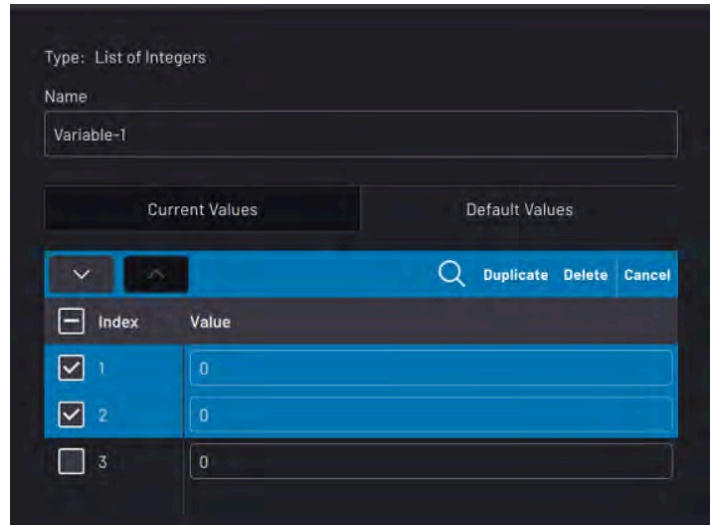 Type: List of Integers
Name
Variable-1
Current Values Default Values
Duplicate Delete Cancel
Index Value
1 0
2 0
3 0